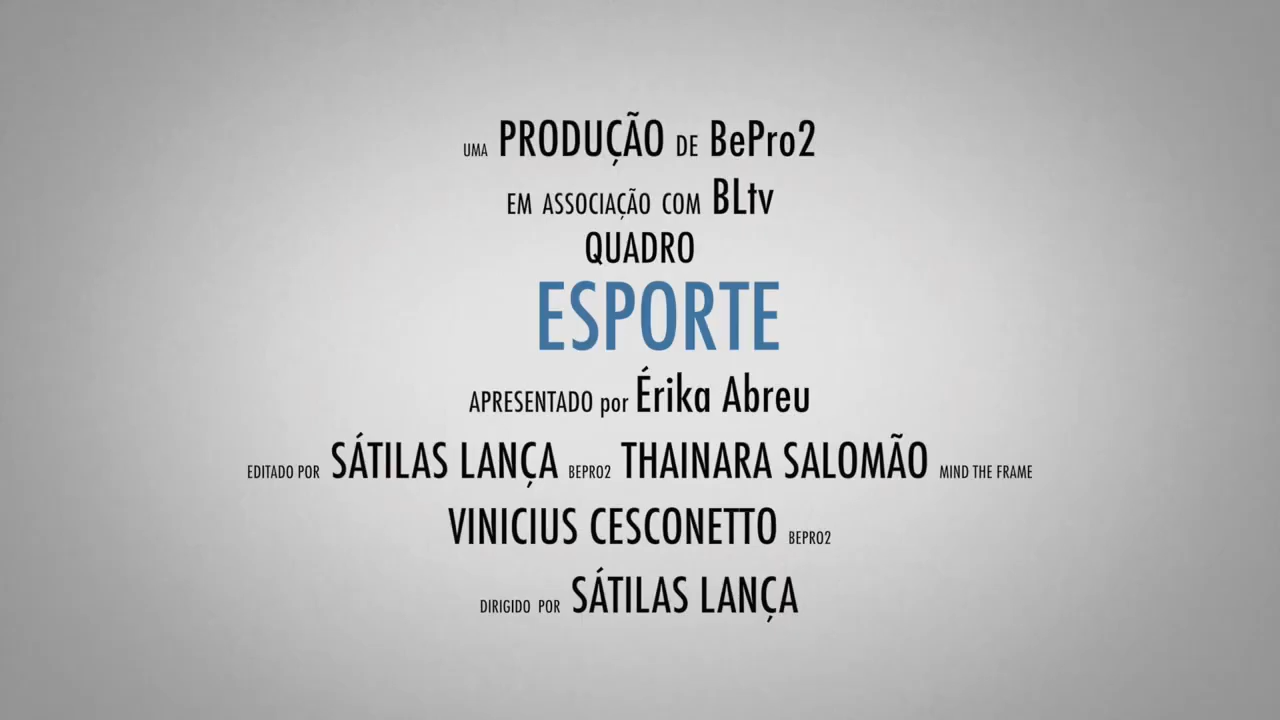 UMA PRODUÇÃO DE BePro2
EM ASSOCIAÇÃO COM BLtv
QUADRO
ESPORTE
APRESENTADO por Érika Abreu
EDITADO POR SÁTILAS LANÇA BEPRO2 THAINARA SALOMÃO MIND THE FRAME
VINICIUS CESCONETTO BEPRO2
DIRIGIDO POR SÁTILAS LANÇA